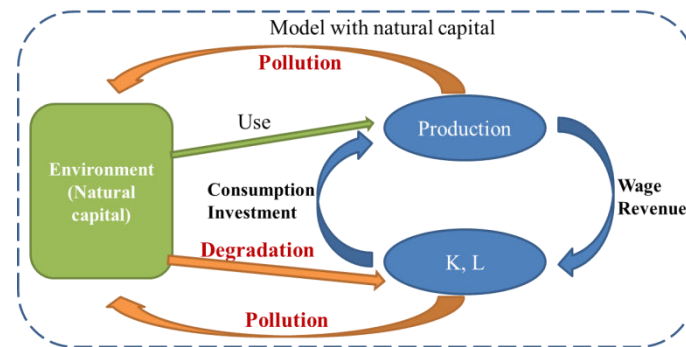 Model with natural capital
Pollution
Use
Production
Environment
(Natural
capital)
Consumption
Investment
Wage
Revenue
Degradation
K, L
Pollution